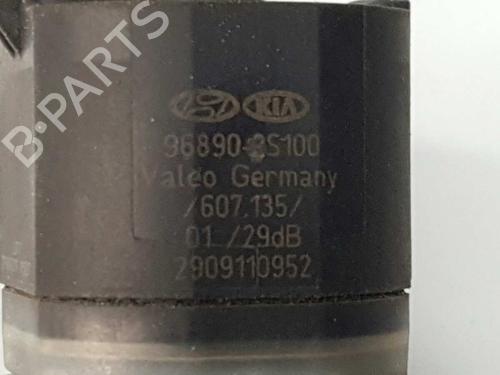 B-PARTS
KIA
96890-2S100
Valeo Germany
/607.135/
01 /29dB
2909110952